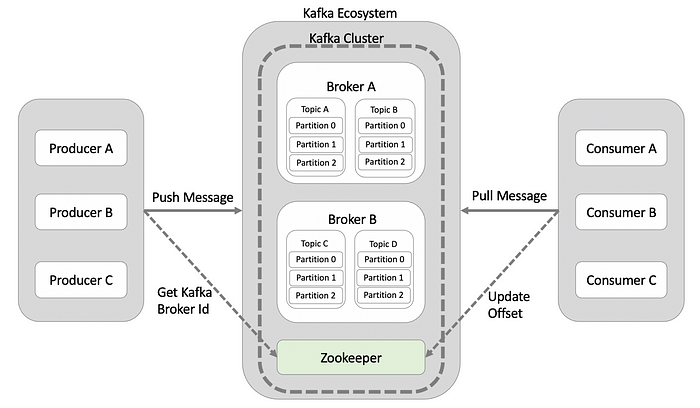 Kafka Ecosystem
Kafka Cluster
Producer A
Producer B
Producer C
Push Message
Get Kafka
Broker Id
Broker A
Topic A
Partition 0
Partition 1
Partition 2
Topic B
Partition 0
Partition 1
Partition 2
Broker B
Topic C
Partition 0
Partition 1
Partition 2
Topic D
Partition 0
Partition 1
Partition 2
Zookeeper
Pull Message
Update
Offset
Consumer A
Consumer B
Consumer C